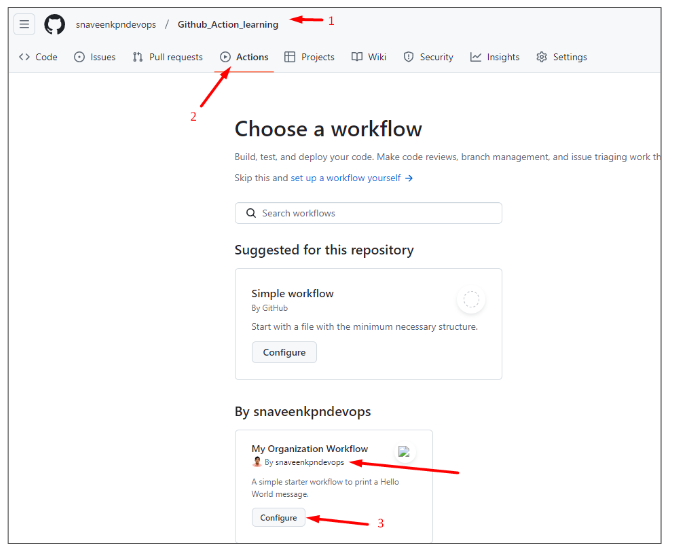 snaveenkpndevops / Github_Action_learning 1
Code Issues Pull requests Actions Projects Wiki Security Insights Settings
2
Choose a workflow
Build, test, and deploy your code. Make code reviews, branch management, and issue triaging work th
Skip this and set up a workflow yourself →
Search workflows
Suggested for this repository
Simple workflow
By GitHub
Start with a file with the minimum necessary structure.
Configure
By snaveenkpndevops
My Organization Workflow
By snaveenkpndevops
A simple starter workflow to print a Hello
World message.
Configure 3